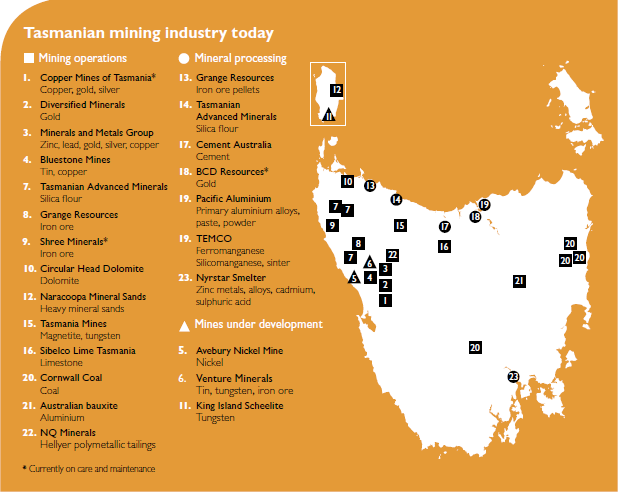 Tasmanian mining industry today
Mining operations
1. Copper Mines of Tasmania*
Copper, gold, silver
2. Diversified Minerals
Gold
3. Minerals and Metals Group
Zinc, lead, gold, silver, copper
4. Bluestone Mines
Tin, copper
7. Tasmanian Advanced Minerals
Silica flour
8. Grange Resources
Iron ore
9. Shree Minerals*
Iron ore
10. Circular Head Dolomite
Dolomite
12. Naracoopa Mineral Sands
Heavy mineral sands
15. Tasmania Mines
Magnetite, tungsten
16. Sibelco Lime Tasmania
Limestone
20. Cornwall Coal
Coal
21. Australian bauxite
Aluminium
22. NQ Minerals
Hellyer polymetallic tailings
* Currently on care and maintenance
Mineral processing
13. Grange Resources
Iron ore pellets
14. Tasmanian
Advanced Minerals
Silica flour
17. Cement Australia
Cement
18. BCD Resources*
Gold
19. Pacific Aluminium
Primary aluminium alloys,
paste, powder
19. TEMCO
Ferromanganese
Silicomanganese, sinter
23. Nyrstar Smelter
Zinc metals, alloys, cadmium,
sulphuric acid
Mines under development
5. Avebury Nickel Mine
Nickel
6. Venture Minerals
Tin, tungsten, iron ore
11. King Island Scheelite
Tungsten
12
11
10
13
14
7
7
19
18
9
15
17
8
16
20
7
6
22
20
20
5
4
3
2
21
1
20
23